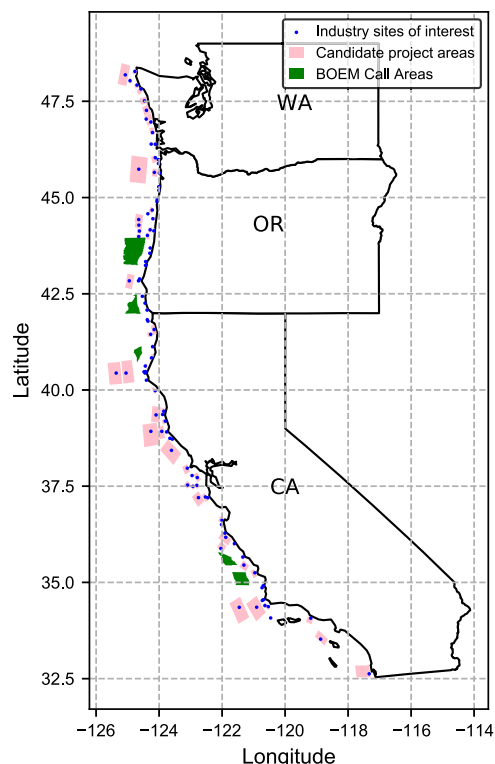 Industry sites of interest
Candidate project areas
BOEM Call Areas
WA
OR
CA
47.5
45.0
42.5
40.0
37.5
35.0
32.5
Latitude
−126 −124 −122 −120 −118 −116 −114
Longitude